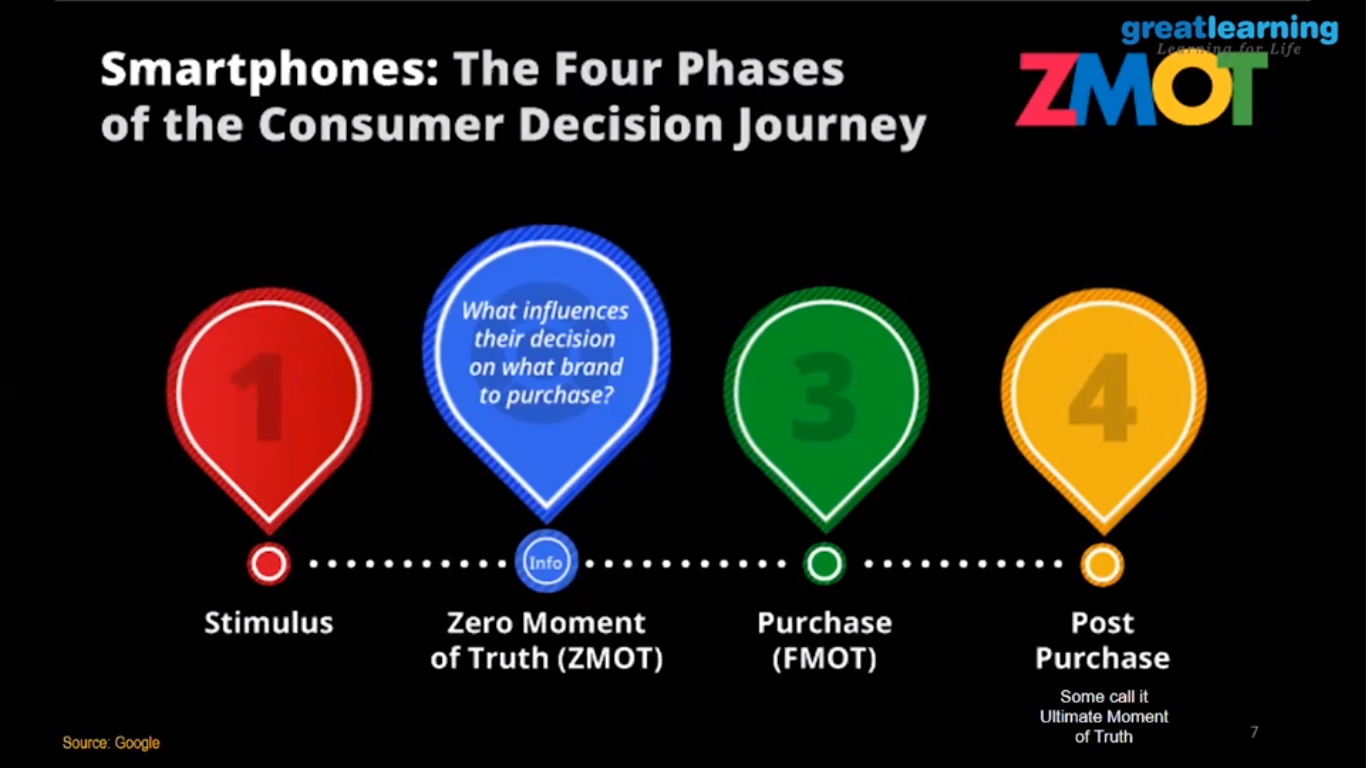 greatlearning
Learning for Life
Smartphones: The Four Phases
of the Consumer Decision Journey
ZMOT
1
What influences
their decision
on what brand
to purchase?
3
4
Info
Stimulus
Zero Moment
of Truth (ZMOT)
Purchase
(FMOT)
Post
Purchase
Some call it
Ultimate Moment
of Truth
Source: Google
7